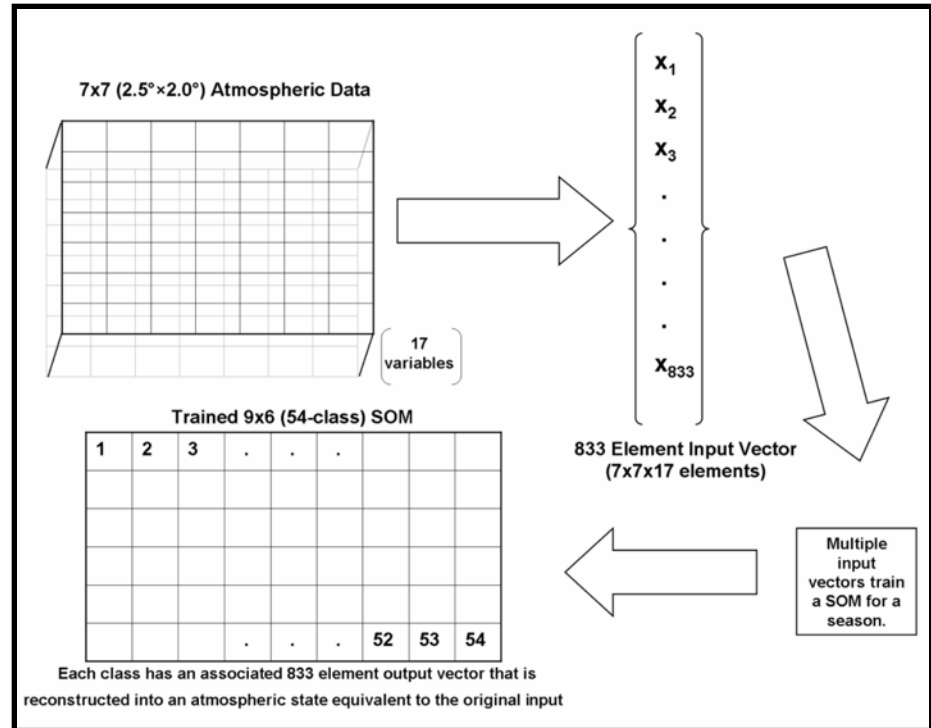 7x7 (2.5°×2.0°) Atmospheric Data
17
variables
x₁
x₂
x₃
.
.
.
.
x₈₃₃
833 Element Input Vector
(7x7x17 elements)
Multiple
input
vectors train
a SOM for a
season.
Trained 9x6 (54-class) SOM
1 2 3 . . .
. . . 52 53 54
Each class has an associated 833 element output vector that is
reconstructed into an atmospheric state equivalent to the original input